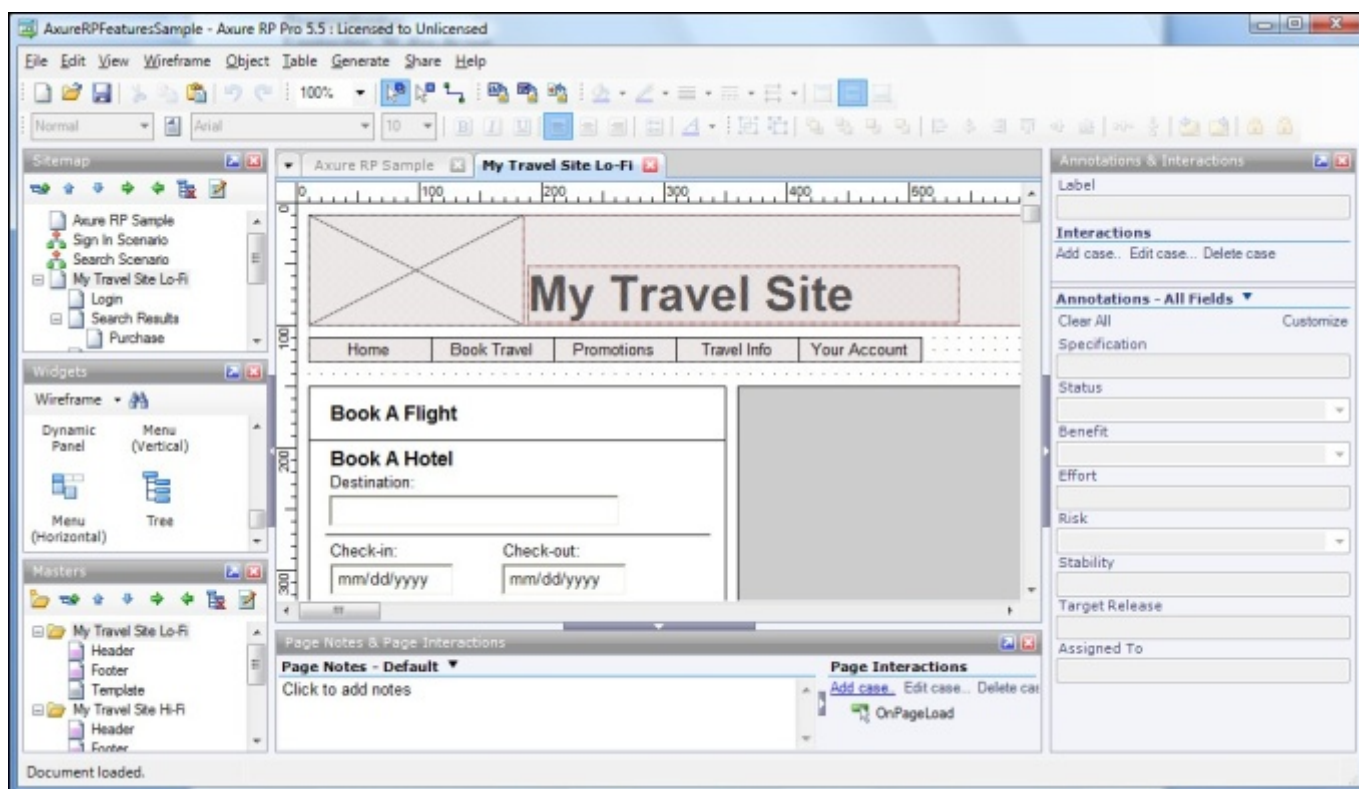 AxureRPFeaturesSample - Axure RP Pro 5.5 : Licensed to Unlicensed
File Edit View Wireframe Object Table Generate Share Help
100%
Normal Arial 10
Sitemap
Axure RP Sample
Sign In Scenario
Search Scenario
My Travel Site Lo-Fi
Login
Search Results
Purchase
Widgets
Wireframe
Dynamic Panel
Menu (Vertical)
Menu (Horizontal)
Tree
Masters
My Travel Site Lo-Fi
Header
Footer
Template
My Travel Site Hi-Fi
Header
Footer
Axure RP Sample My Travel Site Lo-Fi
0 100 200 300 400 500
0
100
200
300
My Travel Site
Home Book Travel Promotions Travel Info Your Account
Book A Flight
Book A Hotel
Destination:
Check-in: Check-out:
mm/dd/yyyy mm/dd/yyyy
Page Notes & Page Interactions
Page Notes - Default
Click to add notes
Page Interactions
Add case.. Edit case... Delete cas
OnPageLoad
Annotations & Interactions
Label
Interactions
Add case.. Edit case... Delete case
Annotations - All Fields
Clear All Customize
Specification
Status
Benefit
Effort
Risk
Stability
Target Release
Assigned To
Document loaded.